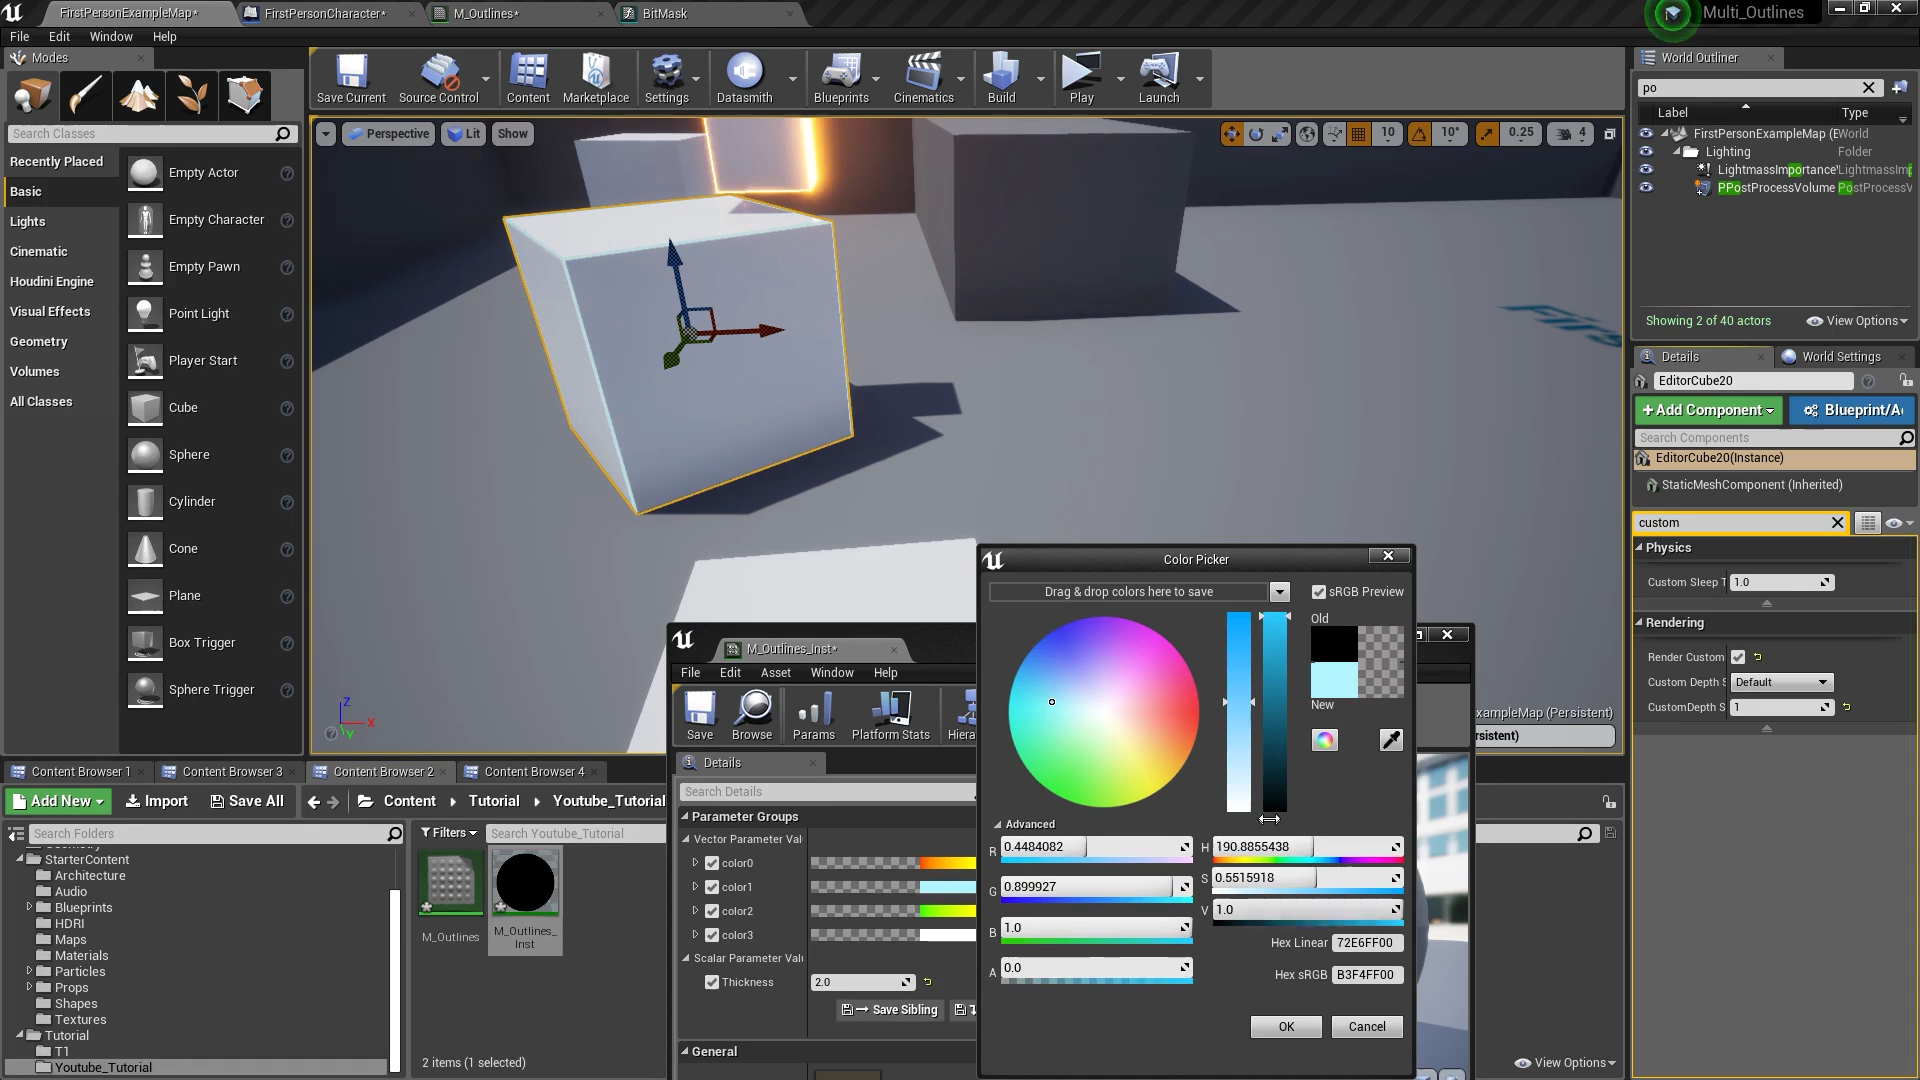 FirstPersonExampleMap*
FirstPersonCharacter*
M_Outlines*
BitMask
Multi_Outlines
File Edit Window Help
Modes
Search Classes
Recently Placed
Basic
Lights
Cinematic
Houdini Engine
Visual Effects
Geometry
Volumes
All Classes
Empty Actor
Empty Character
Empty Pawn
Point Light
Player Start
Cube
Sphere
Cylinder
Cone
Plane
Box Trigger
Sphere Trigger
Save Current
Source Control
Content
Marketplace
Settings
Datasmith
Blueprints
Cinematics
Build
Play
Launch
Perspective
Lit
Show
10
10°
0.25
4
Z
X
Y
ExampleMap (Persistent)
rsistent)
World Outliner
po
Label Type
FirstPersonExampleMap (E World
Lighting Folder
LightmassImportance LightmassImp
PPostProcessVolume PostProcessV
Showing 2 of 40 actors
View Options
Details
World Settings
EditorCube20
+Add Component
Blueprint/A
Search Components
EditorCube20(Instance)
StaticMeshComponent (Inherited)
custom
Physics
Custom Sleep T 1.0
Rendering
Render Custom
Custom Depth S Default
CustomDepth S 1
Content Browser 1
Content Browser 3
Content Browser 2
Content Browser 4
Add New
Import
Save All
Content
Tutorial
Youtube_Tutorial
Search Folders
Filters
Search Youtube_Tutorial
StarterContent
Architecture
Audio
Blueprints
HDRI
Maps
Materials
Particles
Props
Shapes
Textures
Tutorial
T1
Youtube_Tutorial
M_Outlines
M_Outlines_
Inst
2 items (1 selected)
View Options
M_Outlines_Inst*
File Edit Asset Window Help
Save
Browse
Params
Platform Stats
Hiera
Details
Search Details
Parameter Groups
Vector Parameter Valu
color0
color1
color2
color3
Scalar Parameter Valu
Thickness 2.0
Save Sibling
General
Color Picker
Drag & drop colors here to save
sRGB Preview
Old
New
Advanced
R 0.4484082
G 0.899927
B 1.0
A 0.0
H 190.8855438
S 0.5515918
V 1.0
Hex Linear 72E6FF00
Hex sRGB B3F4FF00
OK
Cancel